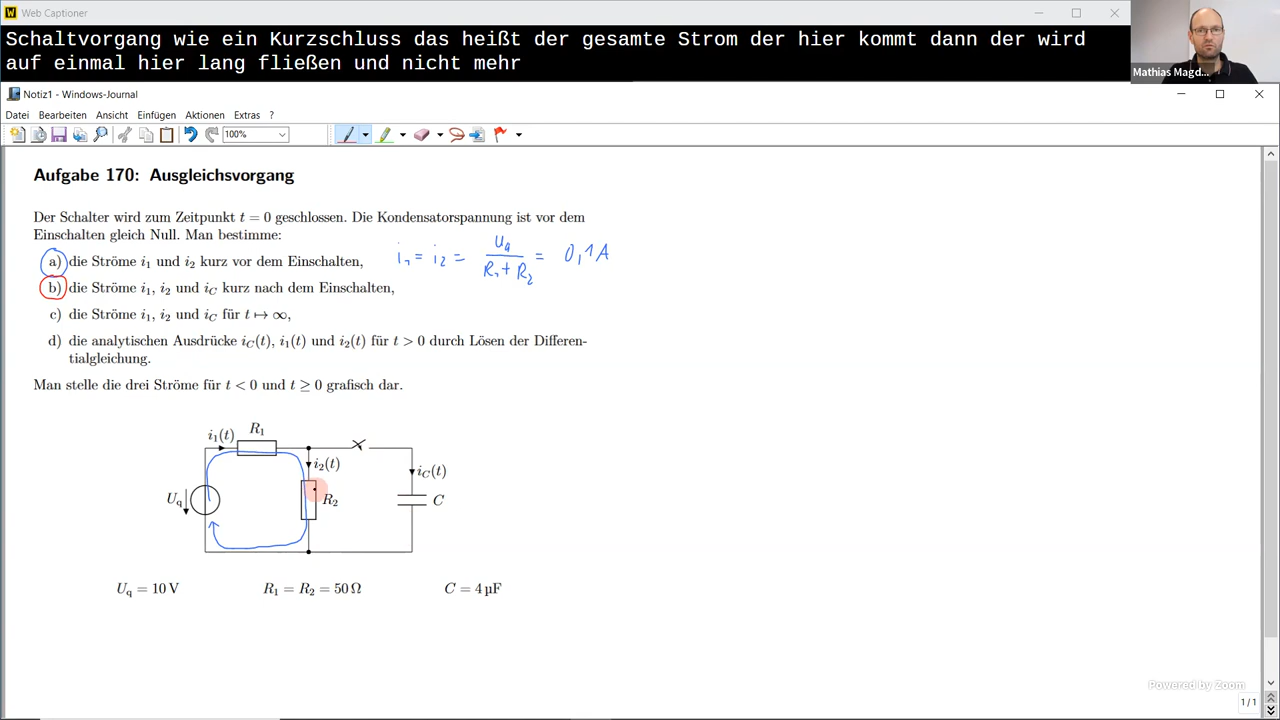 Web Captioner
Schaltvorgang wie ein Kurzschluss das heißt der gesamte Strom der hier kommt dann der wird
auf einmal hier lang fließen und nicht mehr
Mathias Magd...
Notiz1 - Windows-Journal
Datei Bearbeiten Ansicht Einfügen Aktionen Extras ?
100%
Aufgabe 170: Ausgleichsvorgang
Der Schalter wird zum Zeitpunkt t = 0 geschlossen. Die Kondensatorspannung ist vor dem
Einschalten gleich Null. Man bestimme:
a) die Ströme i₁ und i₂ kurz vor dem Einschalten,
i₁ = i₂ = Uq / (R₁ + R₂) = 0,1A
b) die Ströme i₁, i₂ und i_C kurz nach dem Einschalten,
c) die Ströme i₁, i₂ und i_C für t ↦ ∞,
d) die analytischen Ausdrücke i_C(t), i₁(t) und i₂(t) für t > 0 durch Lösen der Differen-
tialgleichung.
Man stelle die drei Ströme für t < 0 und t ≥ 0 grafisch dar.
i₁(t) R₁
i₂(t) i_C(t)
Uq R₂ C
Uq = 10 V R₁ = R₂ = 50 Ω C = 4 µF
Powered by Zoom
1 / 1